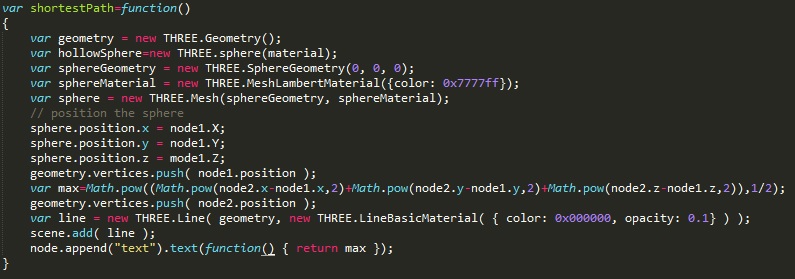 var shortestPath=function()
{
var geometry = new THREE.Geometry();
var hollowSphere=new THREE.sphere(material);
var sphereGeometry = new THREE.SphereGeometry(0, 0, 0);
var sphereMaterial = new THREE.MeshLambertMaterial({color: 0x7777ff});
var sphere = new THREE.Mesh(sphereGeometry, sphereMaterial);
// position the sphere
sphere.position.x = node1.X;
sphere.position.y = node1.Y;
sphere.position.z = mode1.Z;
geometry.vertices.push( node1.position );
var max=Math.pow((Math.pow(node2.x-node1.x,2)+Math.pow(node2.y-node1.y,2)+Math.pow(node2.z-node1.z,2)),1/2);
geometry.vertices.push( node2.position );
var line = new THREE.Line( geometry, new THREE.LineBasicMaterial( { color: 0x000000, opacity: 0.1} ) );
scene.add( line );
node.append("text").text(function() { return max });
}